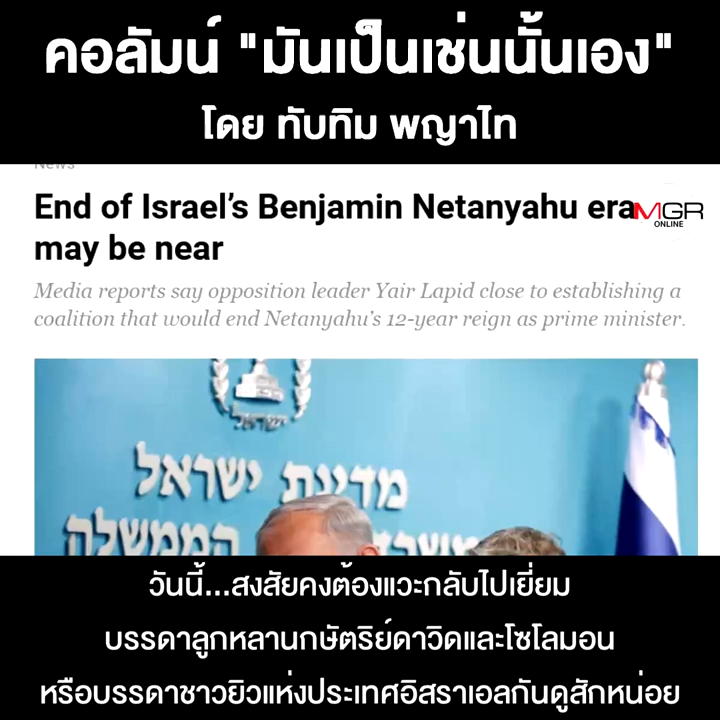 คอลัมน์ "มันเป็นเช่นนั้นเอง"
โดย ทับทิม พญาไท
News
End of Israel's Benjamin Netanyahu era
MGR
ONLINE
may be near
Media reports say opposition leader Yair Lapid close to establishing a
coalition that would end Netanyahu's 12-year reign as prime minister.
מדינת ישראל
משרד
הממשלה
วันนี้...สงสัยคงต้องแวะกลับไปเยี่ยม
บรรดาลูกหลานกษัตริย์ดาวิดและโซโลมอน
หรือบรรดาชาวยิวแห่งประเทศอิสราเอลกันดูสักหน่อย